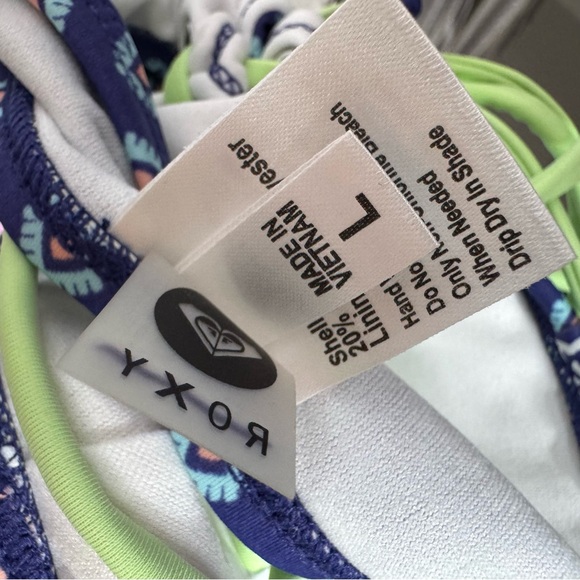 ROXY
MADE IN
VIETNAM
L
ester
Shell
20%
Linin
Hand
Do No
Only No Chlorine Bleach
When Needed
Drip Dry In Shade